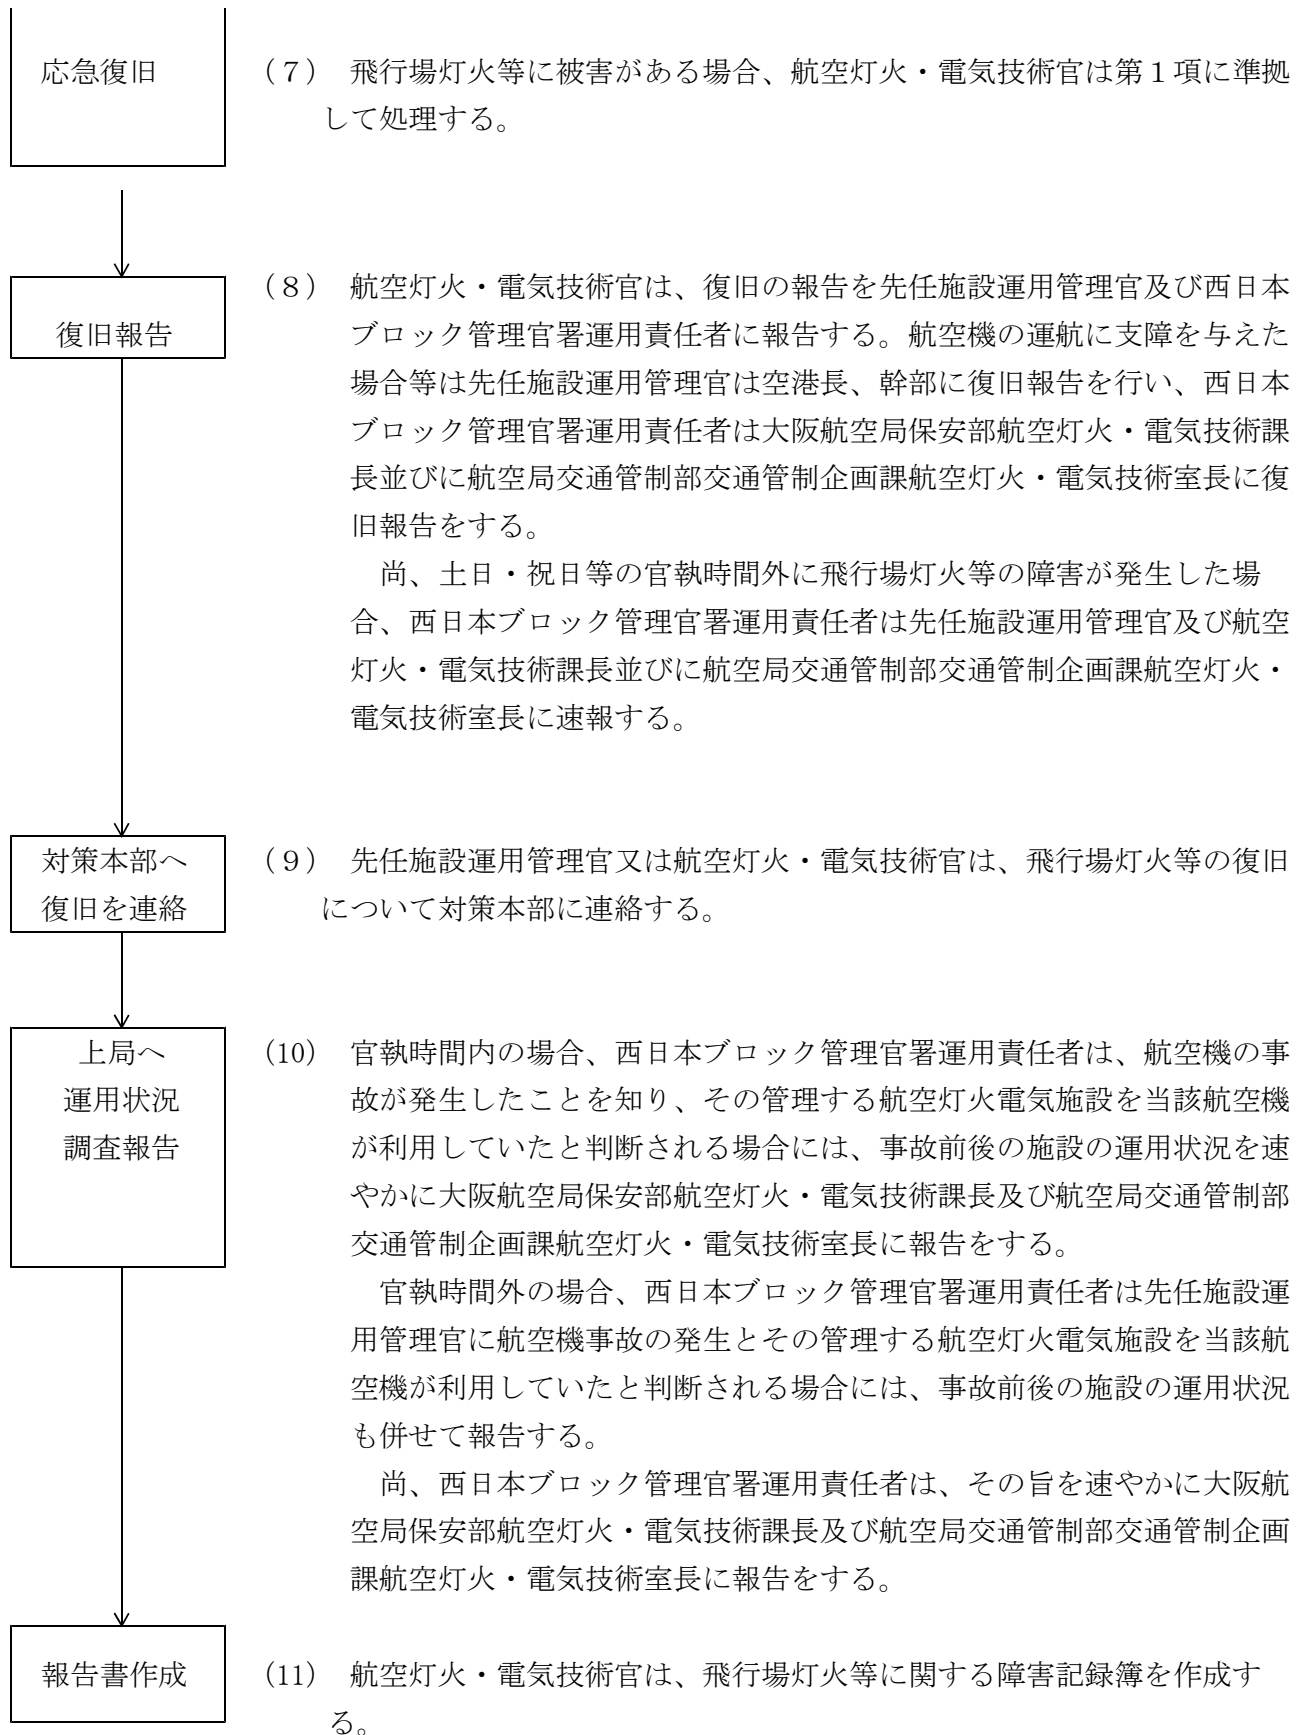 応急復旧
(７) 飛行場灯火等に被害がある場合、航空灯火・電気技術官は第１項に準拠
して処理する。
復旧報告
(８) 航空灯火・電気技術官は、復旧の報告を先任施設運用管理官及び西日本
ブロック管理官署運用責任者に報告する。航空機の運航に支障を与えた
場合等は先任施設運用管理官は空港長、幹部に復旧報告を行い、西日本
ブロック管理官署運用責任者は大阪航空局保安部航空灯火・電気技術課
長並びに航空局交通管制部交通管制企画課航空灯火・電気技術室長に復
旧報告をする。
尚、土日・祝日等の官執時間外に飛行場灯火等の障害が発生した場
合、西日本ブロック管理官署運用責任者は先任施設運用管理官及び航空
灯火・電気技術課長並びに航空局交通管制部交通管制企画課航空灯火・
電気技術室長に速報する。
対策本部へ
復旧を連絡
(９) 先任施設運用管理官又は航空灯火・電気技術官は、飛行場灯火等の復旧
について対策本部に連絡する。
上局へ
運用状況
調査報告
(10) 官執時間内の場合、西日本ブロック管理官署運用責任者は、航空機の事
故が発生したことを知り、その管理する航空灯火電気施設を当該航空機
が利用していたと判断される場合には、事故前後の施設の運用状況を速
やかに大阪航空局保安部航空灯火・電気技術課長及び航空局交通管制部
交通管制企画課航空灯火・電気技術室長に報告をする。
官執時間外の場合、西日本ブロック管理官署運用責任者は先任施設運
用管理官に航空機事故の発生とその管理する航空灯火電気施設を当該航
空機が利用していたと判断される場合には、事故前後の施設の運用状況
も併せて報告する。
尚、西日本ブロック管理官署運用責任者は、その旨を速やかに大阪航
空局保安部航空灯火・電気技術課長及び航空局交通管制部交通管制企画
課航空灯火・電気技術室長に報告をする。
報告書作成
(11) 航空灯火・電気技術官は、飛行場灯火等に関する障害記録簿を作成す
る。